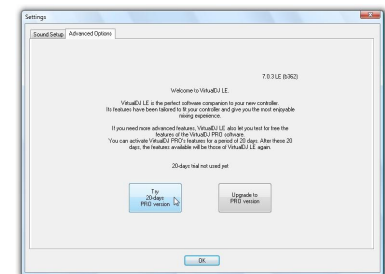 Settings
Sound Setup
Advanced Options
7.0.3 LE (b362)
Welcome to VirtualDJ LE.
VirtualDJ LE is the perfect software companion to your new controller.
Its features have been tailored to fit your controller and give you the most enjoyable
mixing experience.
If you need more advanced features, VirtualDJ LE also let you test for free the
features of the VirtualDJ PRO software.
You can activate VirtualDJ PRO's features for a period of 20 days. After these 20
days, the features available will be those of VirtualDJ LE again
20-days trial not used yet
Try
20-days
PRO version
Upgrade to
PRO version
OK